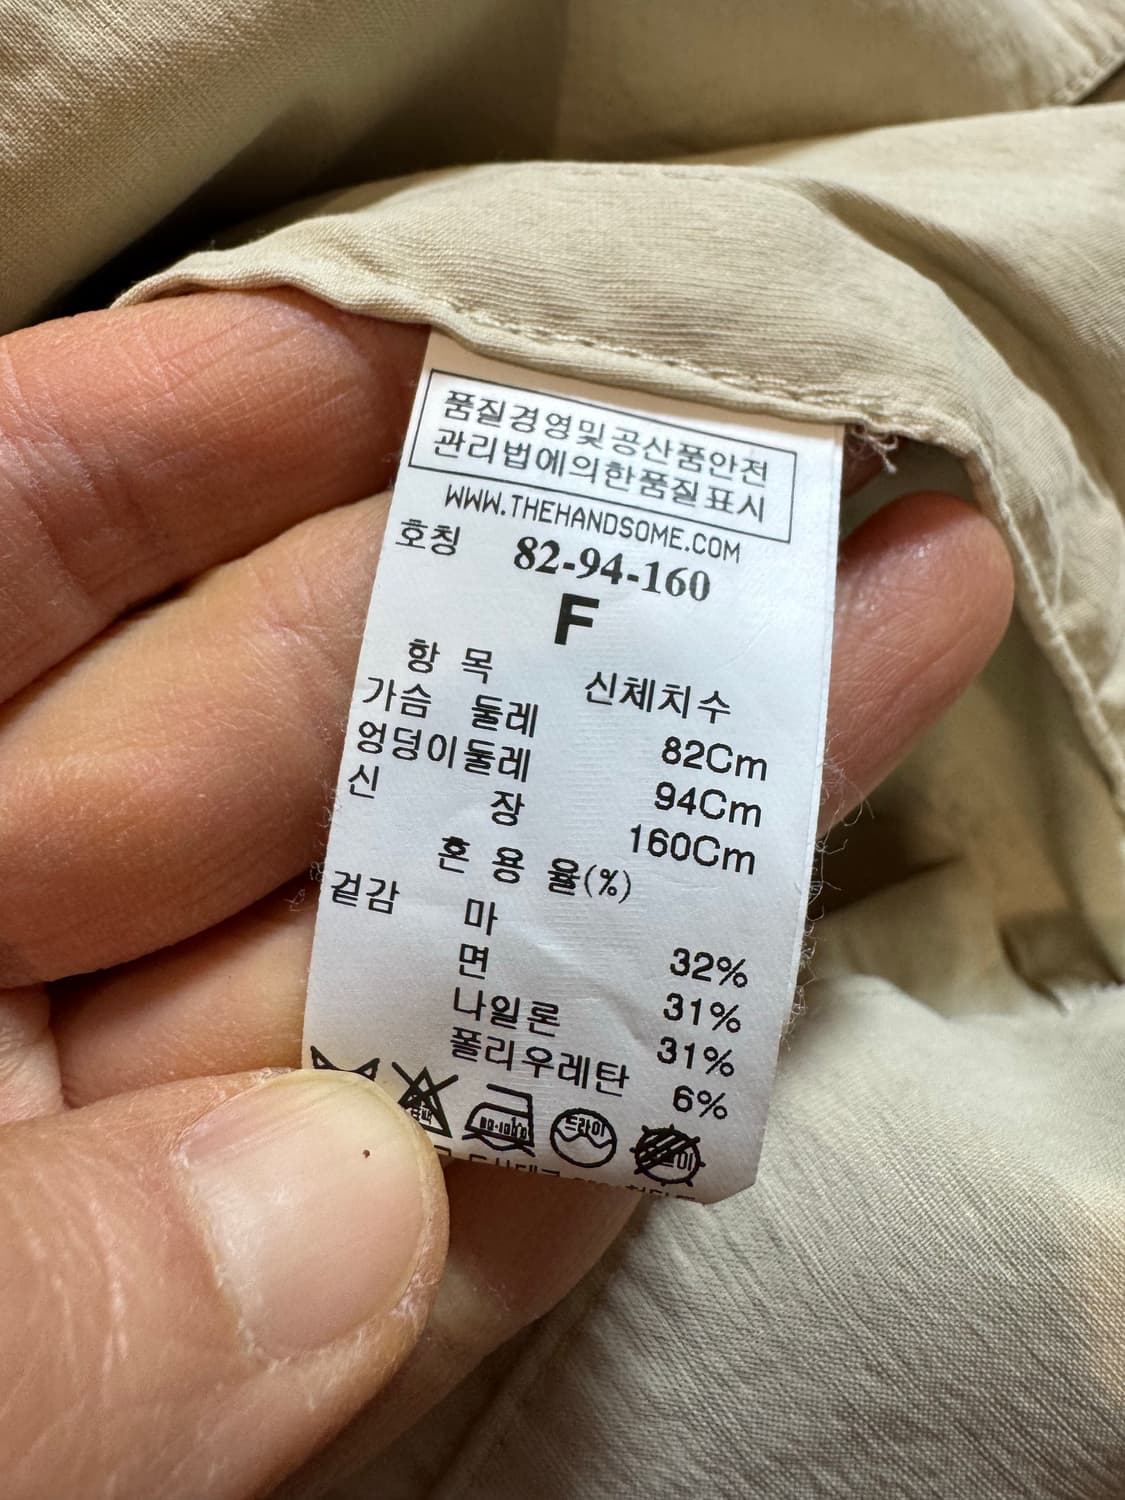 품질경영및공산품안전
관리법에의한품질표시
WWW.THEHANDSOME.COM
호칭 82-94-160
F
항 목 신체치수
가슴 둘레 82Cm
엉덩이둘레 94Cm
신 장 160Cm
혼 용 율(%)
겉감 마 32%
면 31%
나일론 31%
폴리우레탄 6%
드라이